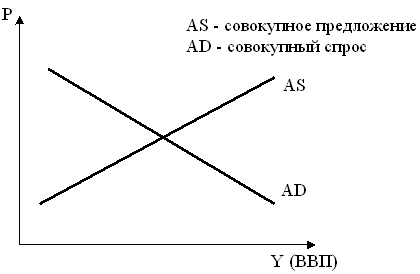 P
AS - совокупное предложение
AD - совокупный спрос
AS
AD
Y (ВВП)